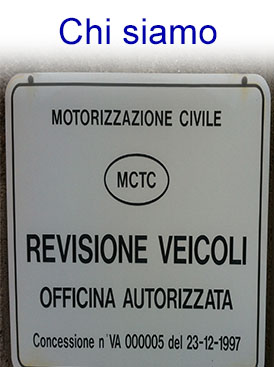 Chi siamo
MOTORIZZAZIONE CIVILE
MCTC
REVISIONE VEICOLI
OFFICINA AUTORIZZATA
Concessione n°VA 000005 del 23-12-1997